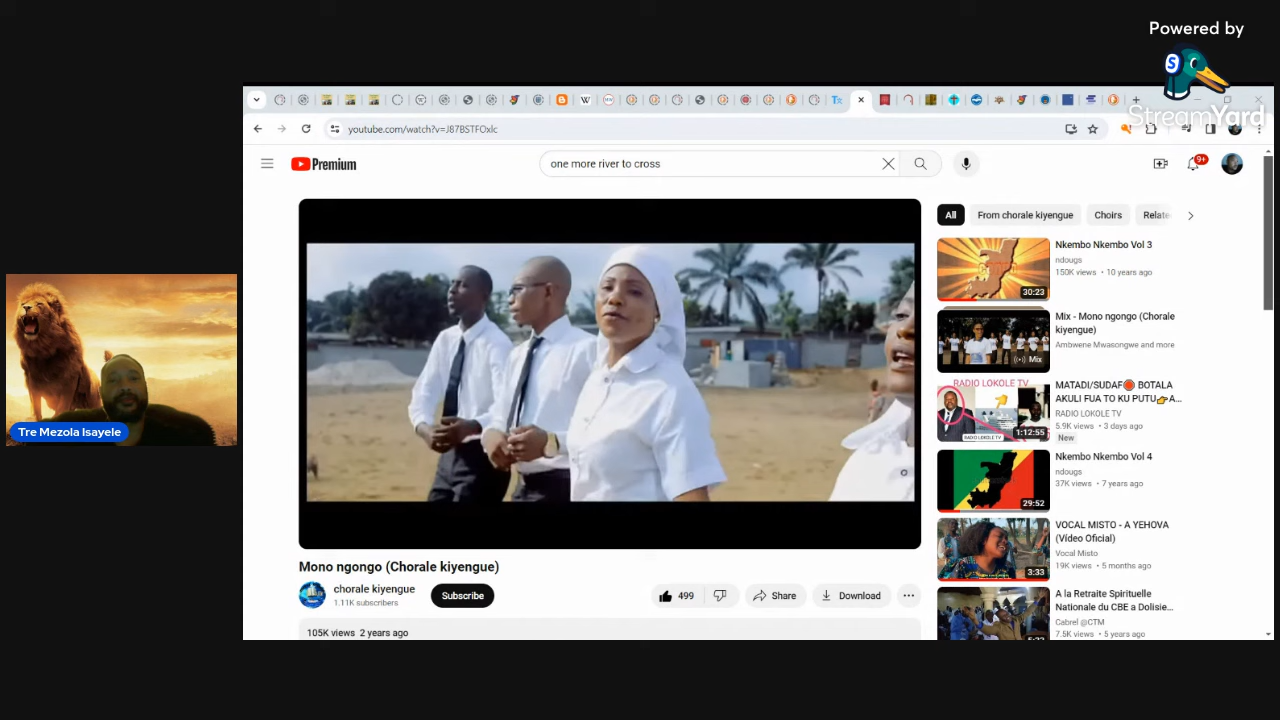 Powered by
StreamYard
youtube.com/watch?v=J87BSTFOxlc
Premium
one more river to cross
9+
All
From chorale kiyengue
Choirs
Relate
Nkembo Nkembo Vol 3
ndougs
150K views • 10 years ago
30:23
Mix - Mono ngongo (Chorale
kiyengue)
Ambwene Mwasongwe and more
Mix
MATADI/SUDAF🔴 BOTALA
AKULI FUA TO KU PUTU👉A...
RADIO LOKOLE TV
5.9K views • 3 days ago
New
RADIO LOKOLE TV
1:12:55
Nkembo Nkembo Vol 4
ndougs
37K views • 7 years ago
29:52
VOCAL MISTO - A YEHOVA
(Vídeo Oficial)
Vocal Misto
19K views • 5 months ago
3:33
A la Retraite Spirituelle
Nationale du CBE a Dolisie...
Cabrel @CTM
7.5K views • 5 years ago
Tre Mezola Isayele
Mono ngongo (Chorale kiyengue)
chorale kiyengue
1.11K subscribers
Subscribe
499
Share
Download
105K views 2 years ago